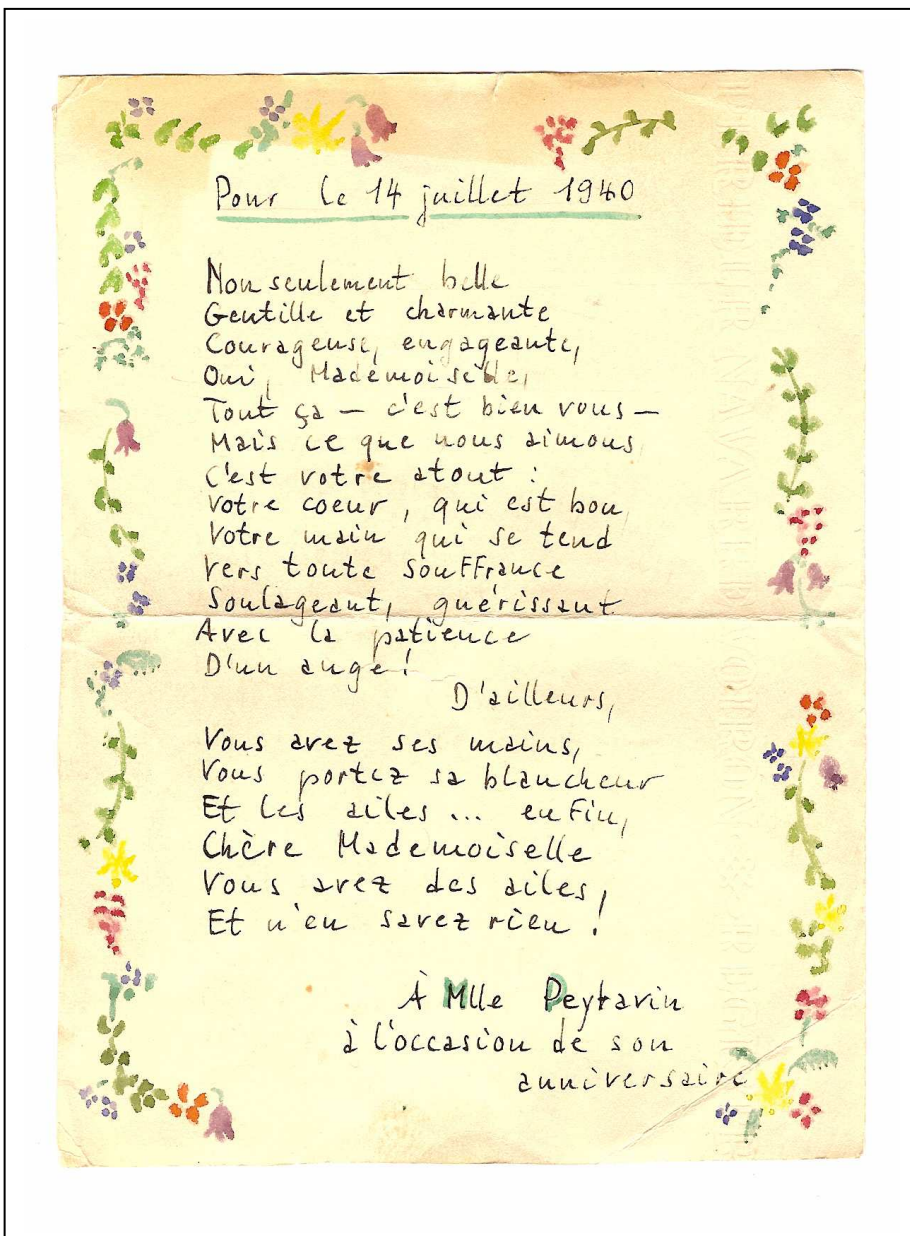 Pour le 14 juillet 1940
Non seulement belle
Gentille et charmante
Courageuse, engageante,
Oui, Mademoiselle,
Tout ça – c'est bien vous –
Mais ce que nous aimons
C'est votre atout :
Votre coeur, qui est bon,
Votre main qui se tend
Vers toute souffrance
Soulageant, guérissant
Avec la patience
D'un ange !
D'ailleurs,
Vous avez ses mains,
Vous portez sa blancheur
Et les ailes ... enfin,
Chère Mademoiselle
Vous avez des ailes,
Et n'en savez rien !
À Mlle Peytavin
à l'occasion de son
anniversaire